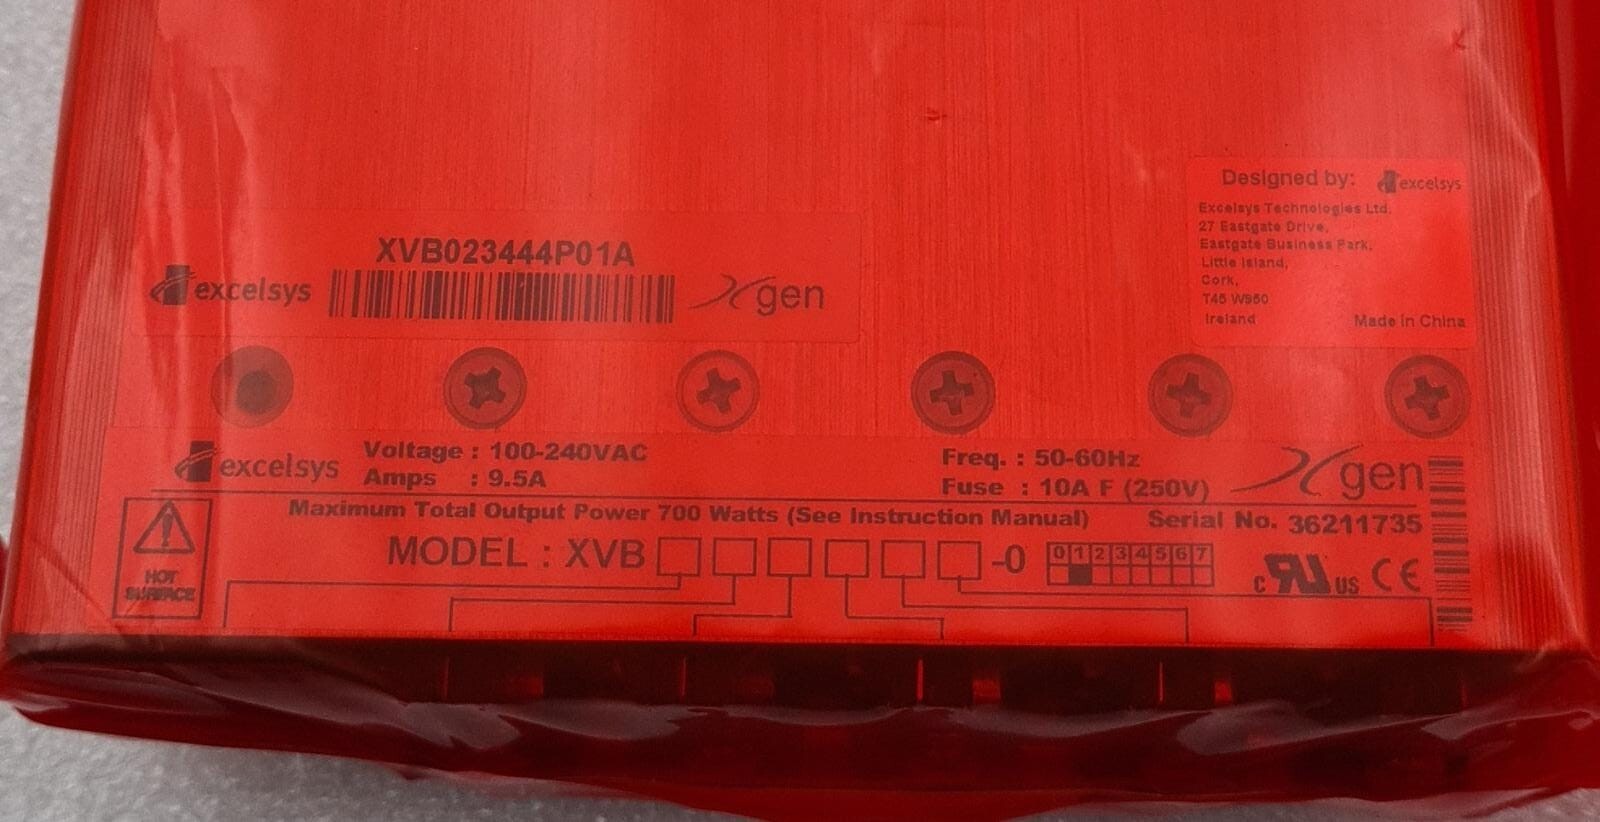 Designed by: excelsys
Excelsys Technologies Ltd.
27 Eastgate Drive,
Eastgate Business Park,
Little Island,
Cork,
T45 W960
Ireland
Made in China
XVB023444P01A
excelsys
Xgen
excelsys
Voltage : 100-240VAC
Amps : 9.5A
Freq. : 50-60Hz
Fuse : 10A F (250V)
Xgen
Maximum Total Output Power 700 Watts (See Instruction Manual)
Serial No. 36211735
HOT
SURFACE
MODEL : XVB -0
0 1 2 3 4 5 6 7
c RU US CE